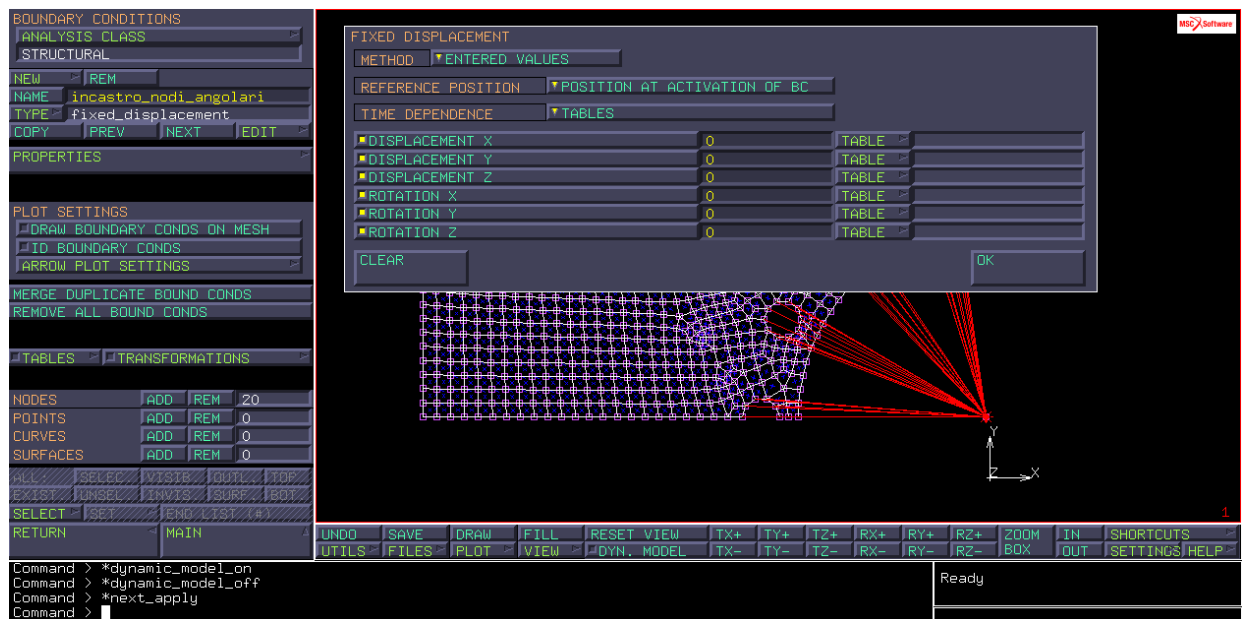 BOUNDARY CONDITIONS
ANALYSIS CLASS
STRUCTURAL
NEW REM
NAME incastro_nodi_angolari
TYPE fixed_displacement
COPY PREV NEXT EDIT
PROPERTIES
PLOT SETTINGS
DRAW BOUNDARY CONDS ON MESH
ID BOUNDARY CONDS
ARROW PLOT SETTINGS
MERGE DUPLICATE BOUND CONDS
REMOVE ALL BOUND CONDS
TABLES TRANSFORMATIONS
NODES ADD REM 20
POINTS ADD REM 0
CURVES ADD REM 0
SURFACES ADD REM 0
ALL: SELEC. VISIB. OUTL. TOP
EXIST. UNSEL. INVIS. SURF. BOT.
SELECT SET END LIST (#)
RETURN MAIN
MSC Software
FIXED DISPLACEMENT
METHOD ENTERED VALUES
REFERENCE POSITION POSITION AT ACTIVATION OF BC
TIME DEPENDENCE TABLES
DISPLACEMENT X 0 TABLE
DISPLACEMENT Y 0 TABLE
DISPLACEMENT Z 0 TABLE
ROTATION X 0 TABLE
ROTATION Y 0 TABLE
ROTATION Z 0 TABLE
CLEAR OK
Y
Z X
1
UNDO SAVE DRAW FILL RESET VIEW TX+ TY+ TZ+ RX+ RY+ RZ+ ZOOM IN SHORTCUTS
UTILS FILES PLOT VIEW DYN. MODEL TX- TY- TZ- RX- RY- RZ- BOX OUT SETTINGS HELP
Command > *dynamic_model_on
Command > *dynamic_model_off
Command > *next_apply
Command >
Ready